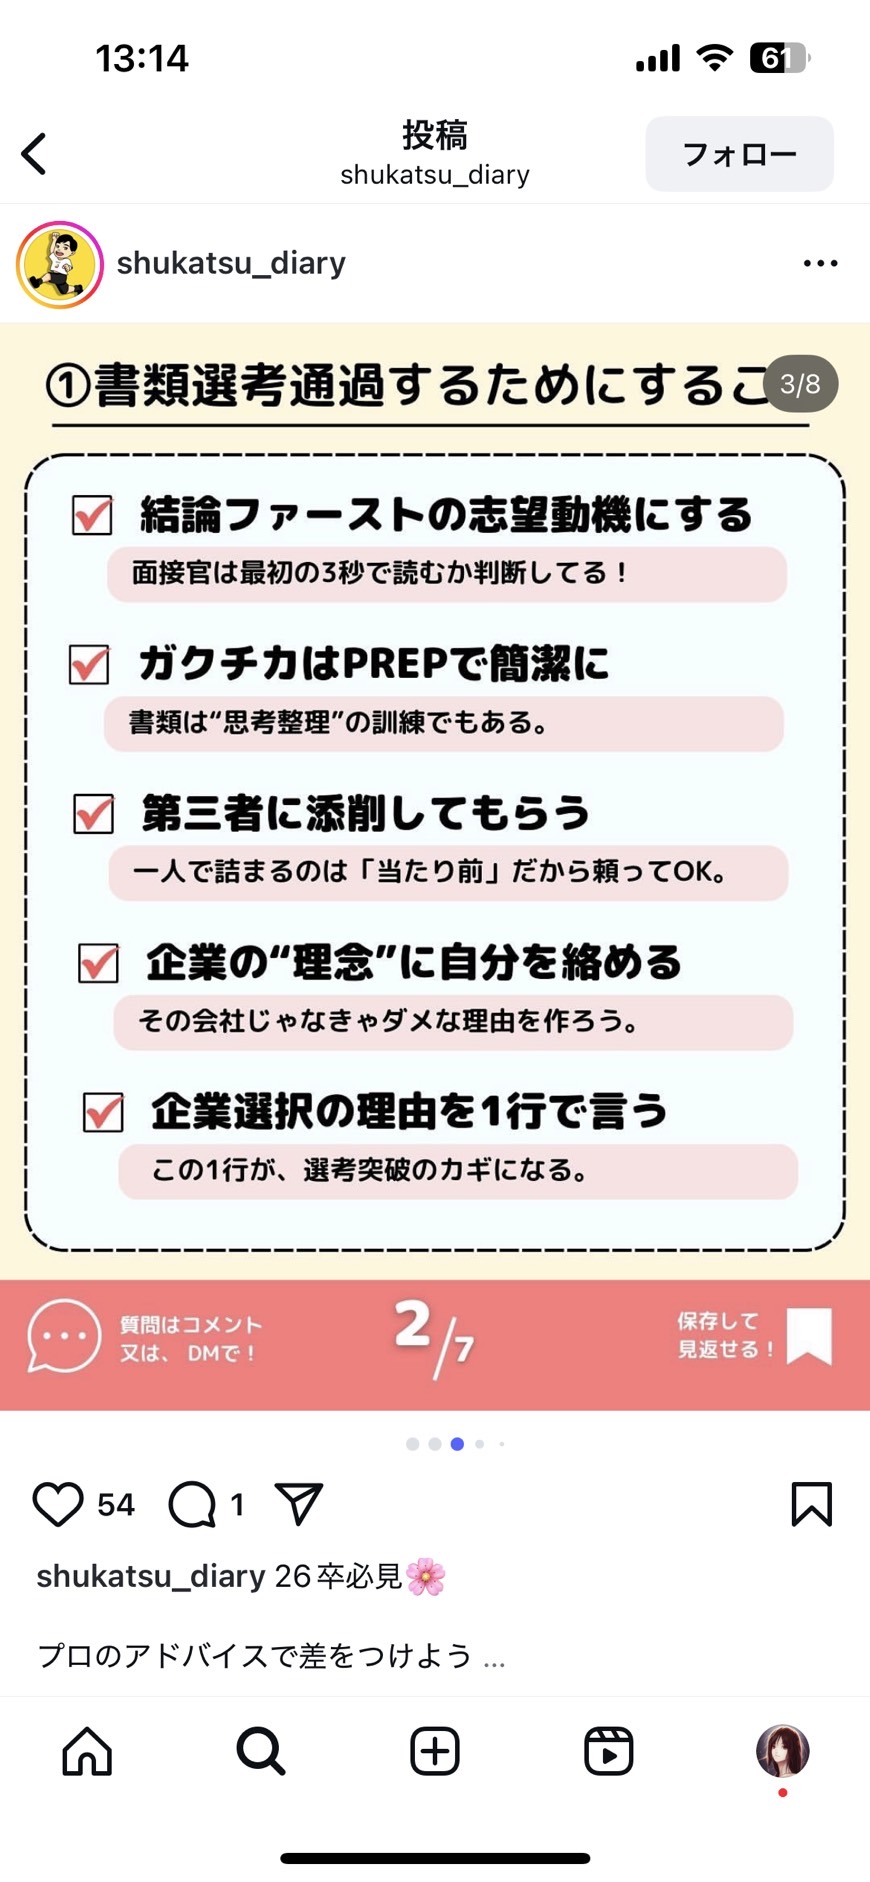 13:14
61
投稿
shukatsu_diary
フォロー
shukatsu_diary
①書類選考通過するためにするこ
3/8
結論ファーストの志望動機にする
面接官は最初の3秒で読むか判断してる！
ガクチカはPREPで簡潔に
書類は“思考整理”の訓練でもある。
第三者に添削してもらう
一人で詰まるのは「当たり前」だから頼ってOK。
企業の“理念”に自分を絡める
その会社じゃなきゃダメな理由を作ろう。
企業選択の理由を1行で言う
この1行が、選考突破のカギになる。
質問はコメント
又は、DMで！
2/7
保存して
見返せる！
54
1
shukatsu_diary 26卒必見🌸
プロのアドバイスで差をつけよう ...